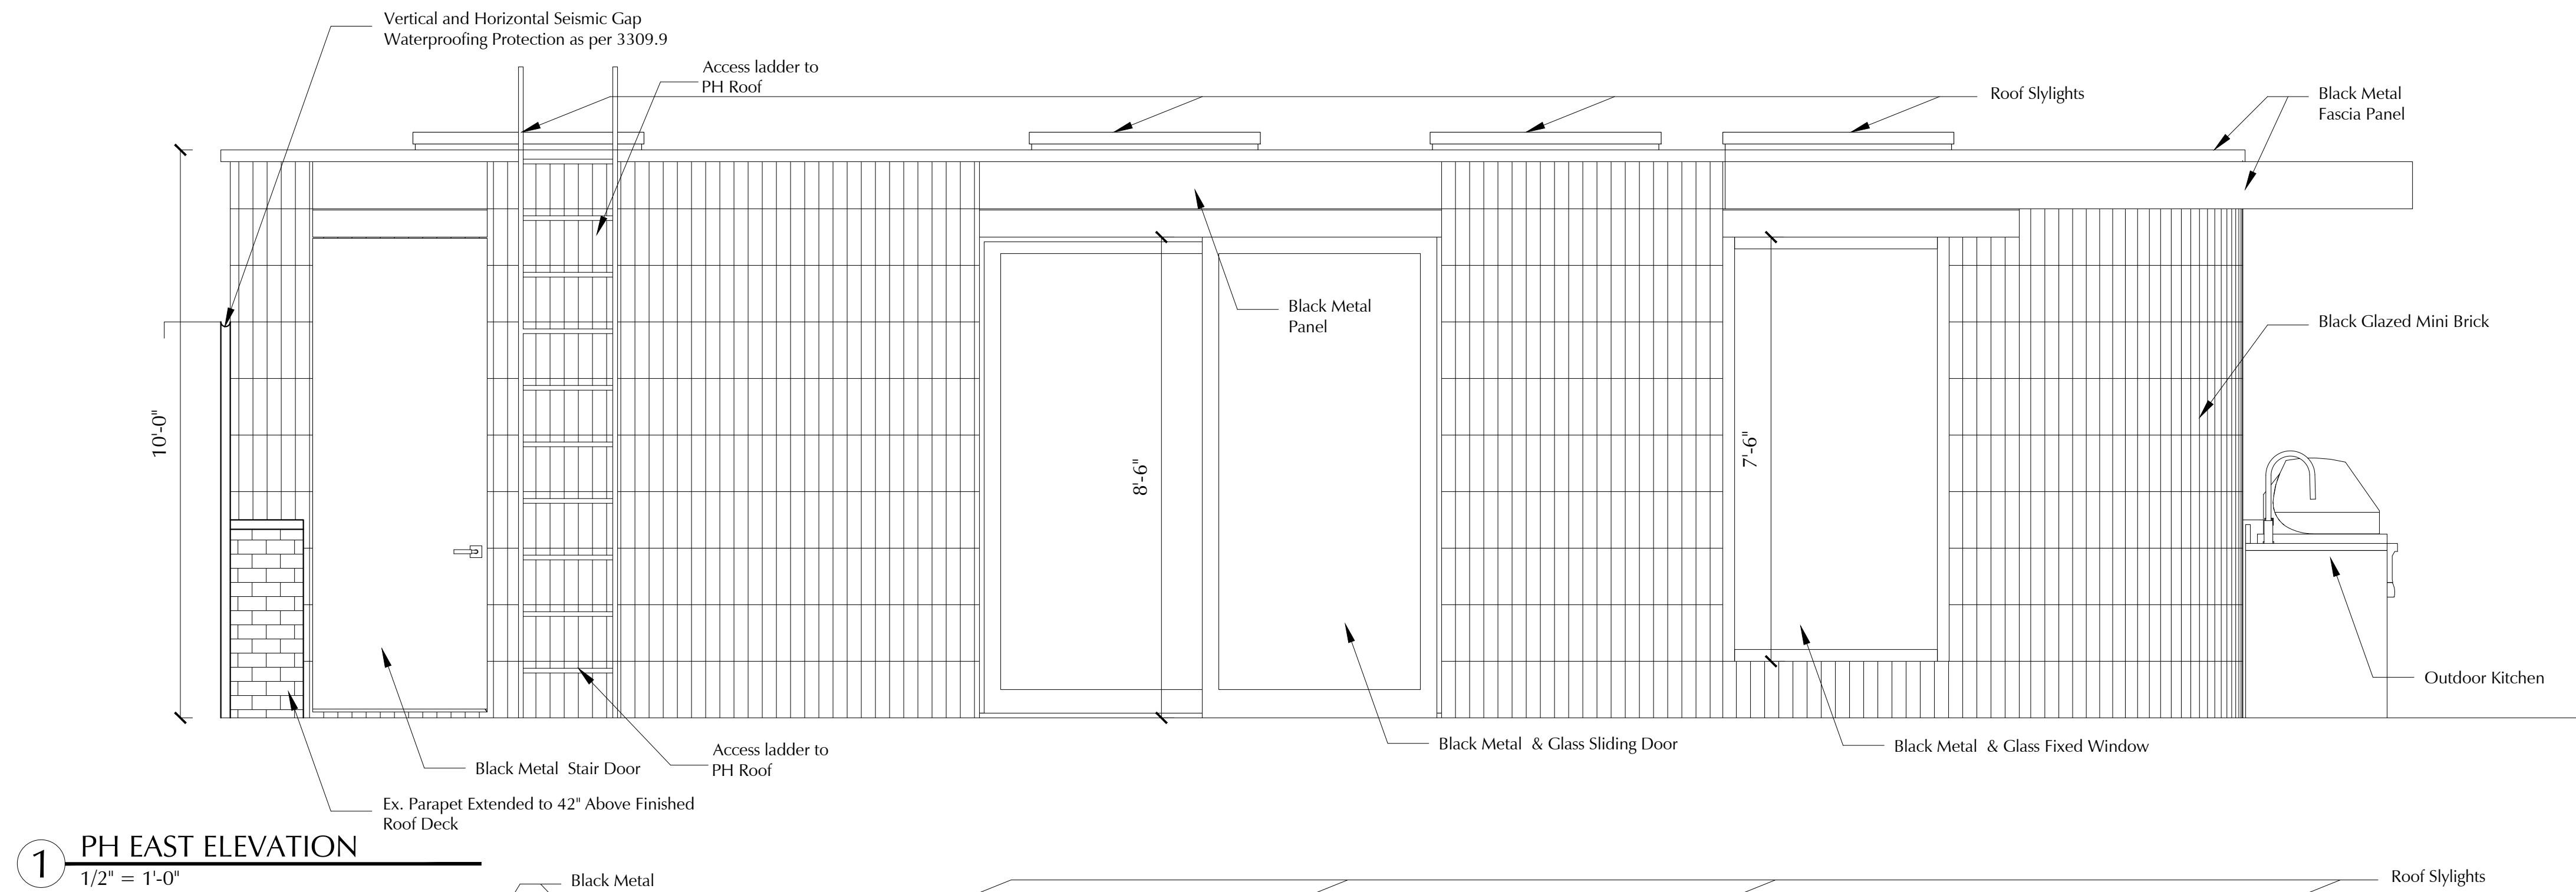 Vertical and Horizontal Seismic Gap
Waterproofing Protection as per 3309.9
Access ladder to
PH Roof
Roof Slylights
Black Metal
Fascia Panel
10'-0"
8'-6"
7'-6"
Black Metal
Panel
Black Glazed Mini Brick
Outdoor Kitchen
Black Metal & Glass Sliding Door
Black Metal & Glass Fixed Window
Access ladder to
PH Roof
Black Metal Stair Door
Ex. Parapet Extended to 42" Above Finished
Roof Deck
1 PH EAST ELEVATION
1/2" = 1'-0"
Black Metal
Roof Slylights